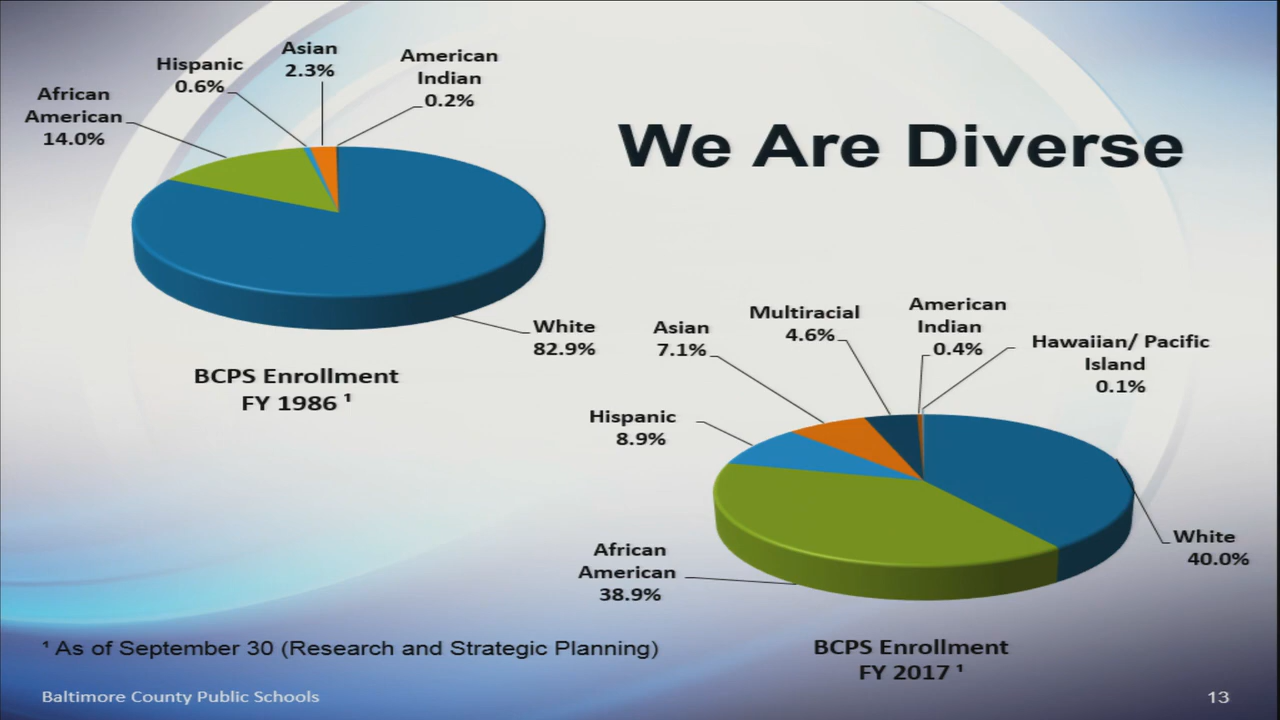 We Are Diverse
African
American
14.0%
Hispanic
0.6%
Asian
2.3%
American
Indian
0.2%
White
82.9%
BCPS Enrollment
FY 1986 ¹
African
American
38.9%
Hispanic
8.9%
Asian
7.1%
Multiracial
4.6%
American
Indian
0.4%
Hawaiian/ Pacific
Island
0.1%
White
40.0%
BCPS Enrollment
FY 2017 ¹
¹ As of September 30 (Research and Strategic Planning)
Baltimore County Public Schools
13